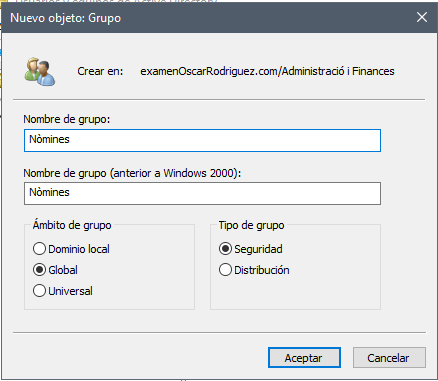 Nuevo objeto: Grupo
Crear en: examenOscarRodriguez.com/Administració i Finances
Nombre de grupo:
Nòmines
Nombre de grupo (anterior a Windows 2000):
Nòmines
Ámbito de grupo
Dominio local
Global
Universal
Tipo de grupo
Seguridad
Distribución
Aceptar
Cancelar